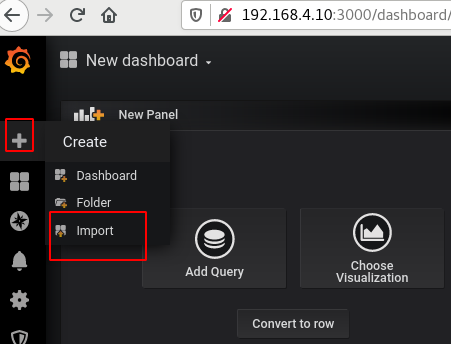 192.168.4.10:3000/dashboard/
New dashboard
New Panel
Create
Dashboard
Folder
Import
Add Query
Choose
Visualization
Convert to row